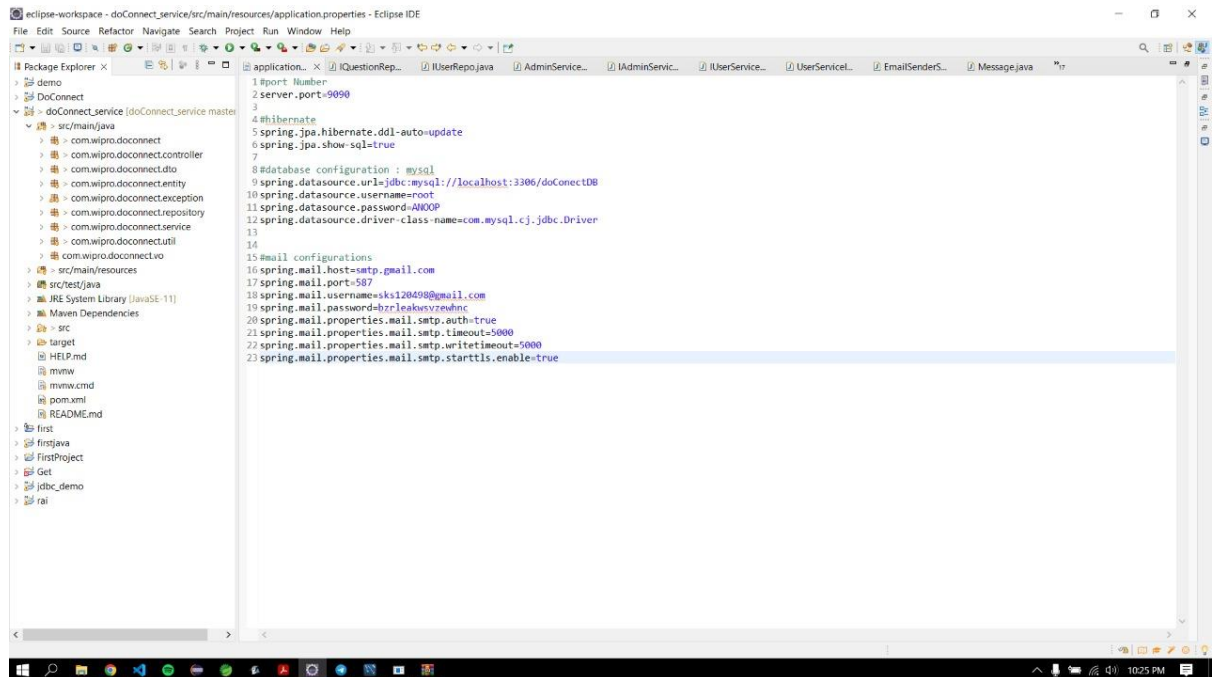 eclipse-workspace - doConnect_service/src/main/resources/application.properties - Eclipse IDE
File Edit Source Refactor Navigate Search Project Run Window Help
Package Explorer
application...
IQuestionRep...
IUserRepo.java
AdminService...
IAdminServic...
IUserService...
UserServiceI...
EmailSenderS...
Message.java
17
demo
DoConnect
> doConnect_service [doConnect_service master
> src/main/java
> com.wipro.doconnect
> com.wipro.doconnect.controller
> com.wipro.doconnect.dto
> com.wipro.doconnect.entity
> com.wipro.doconnect.exception
> com.wipro.doconnect.repository
> com.wipro.doconnect.service
> com.wipro.doconnect.util
com.wipro.doconnect.vo
> src/main/resources
src/test/java
JRE System Library [JavaSE-11]
Maven Dependencies
> src
target
HELP.md
mvnw
mvnw.cmd
pom.xml
README.md
first
firstjava
FirstProject
Get
jdbc_demo
rai
1 #port Number
2 server.port=9090
3
4 #hibernate
5 spring.jpa.hibernate.ddl-auto=update
6 spring.jpa.show-sql=true
7
8 #database configuration : mysql
9 spring.datasource.url=jdbc:mysql://localhost:3306/doConectDB
10 spring.datasource.username=root
11 spring.datasource.password=ANOOP
12 spring.datasource.driver-class-name=com.mysql.cj.jdbc.Driver
13
14
15 #mail configurations
16 spring.mail.host=smtp.gmail.com
17 spring.mail.port=587
18 spring.mail.username=sks120498@gmail.com
19 spring.mail.password=bzrleakwsvzewhnc
20 spring.mail.properties.mail.smtp.auth=true
21 spring.mail.properties.mail.smtp.timeout=5000
22 spring.mail.properties.mail.smtp.writetimeout=5000
23 spring.mail.properties.mail.smtp.starttls.enable=true
10:25 PM